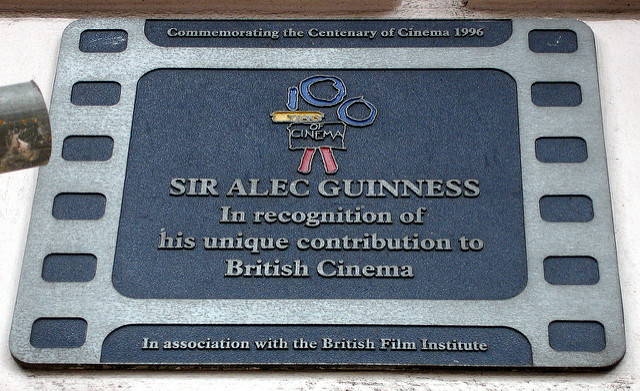 Commemorating the Centenary of Cinema 1996
100
YEARS
OF
CINEMA
SIR ALEC GUINNESS
In recognition of
his unique contribution to
British Cinema
In association with the British Film Institute